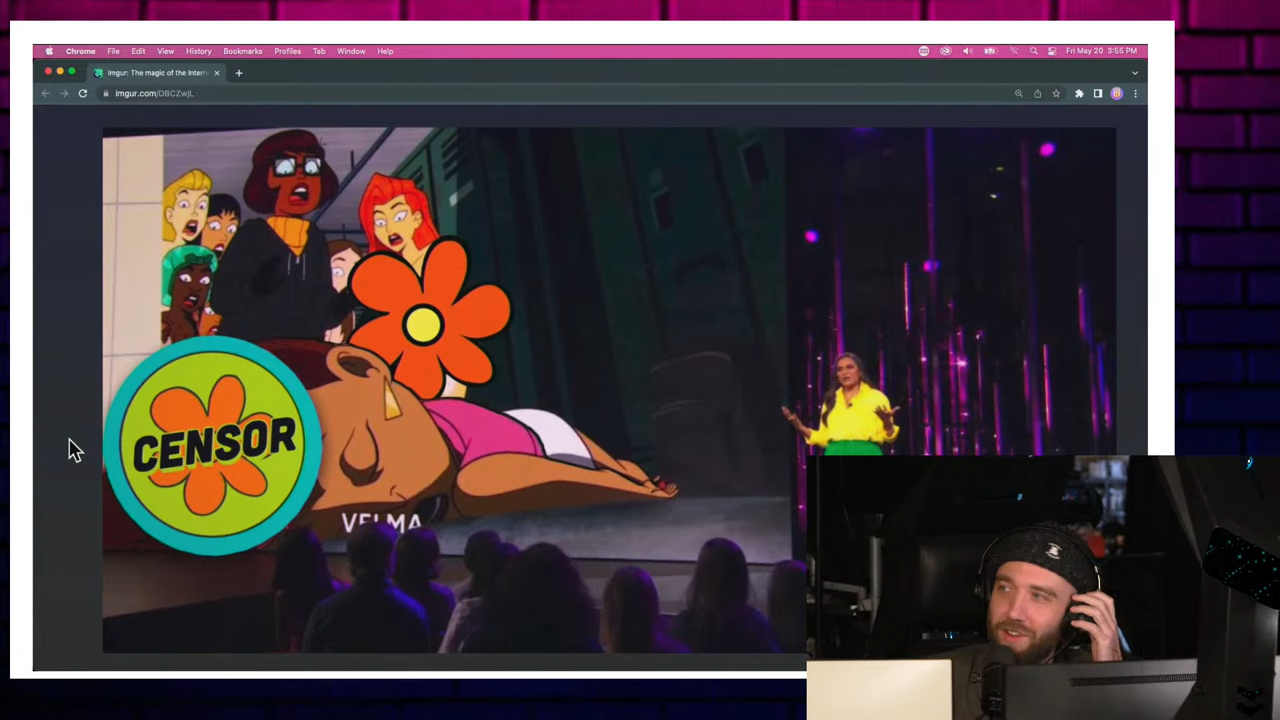 Chrome File Edit View History Bookmarks Profiles Tab Window Help Fri May 20 3:55 PM
Imgur: The magic of the Intern
imgur.com/DBCZwjL
CENSOR
VELMA